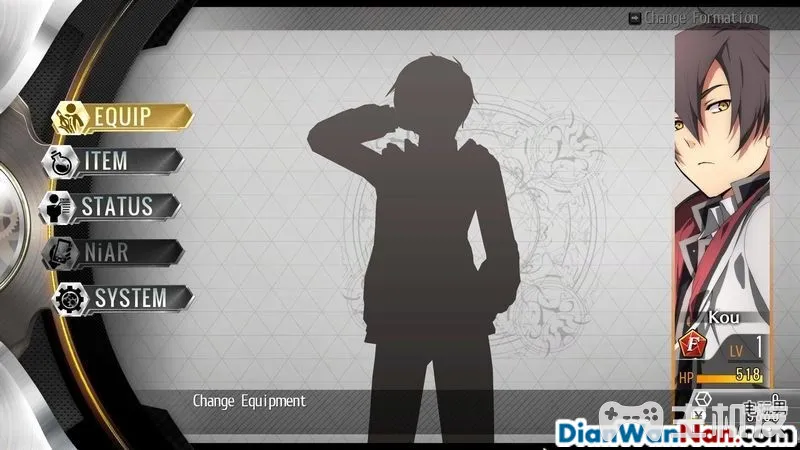 Change Formation
EQUIP
ITEM
STATUS
NiAR
SYSTEM
Kou
F
LV 1
HP 518
Change Equipment
DianWanNan.com